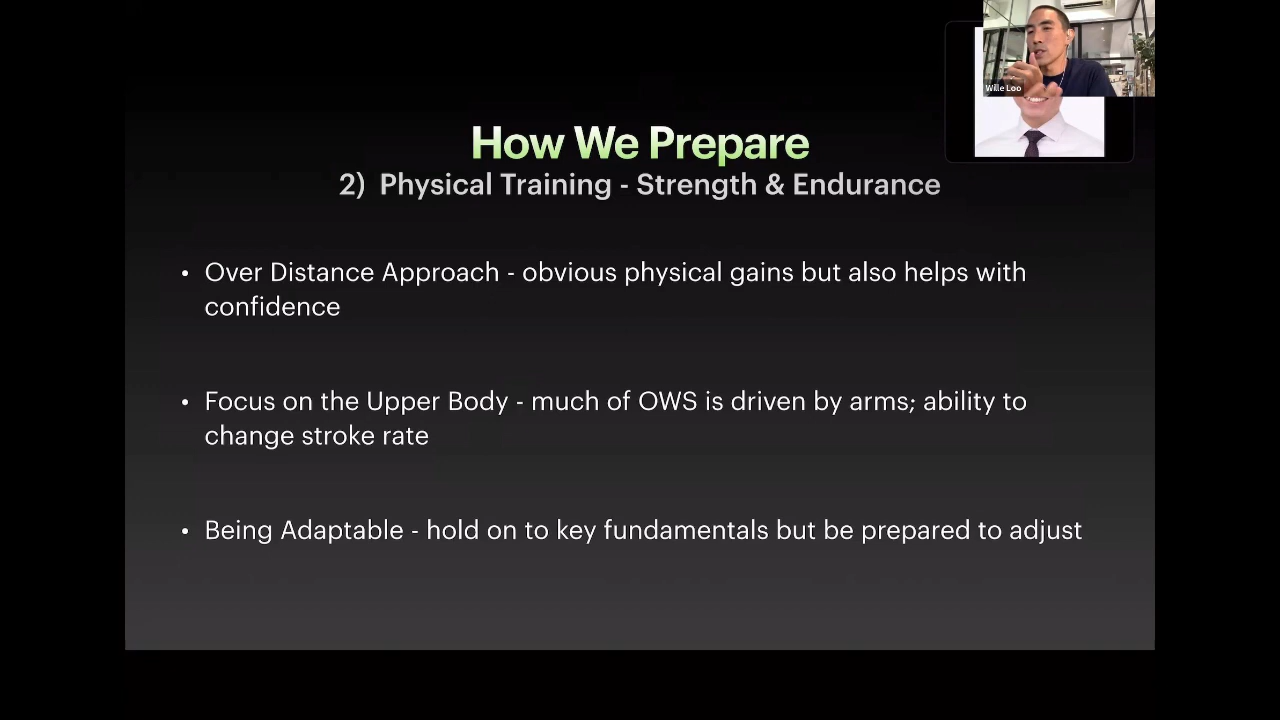 Wille Loo
How We Prepare
2) Physical Training - Strength & Endurance
• Over Distance Approach - obvious physical gains but also helps with
confidence
• Focus on the Upper Body - much of OWS is driven by arms; ability to
change stroke rate
• Being Adaptable - hold on to key fundamentals but be prepared to adjust